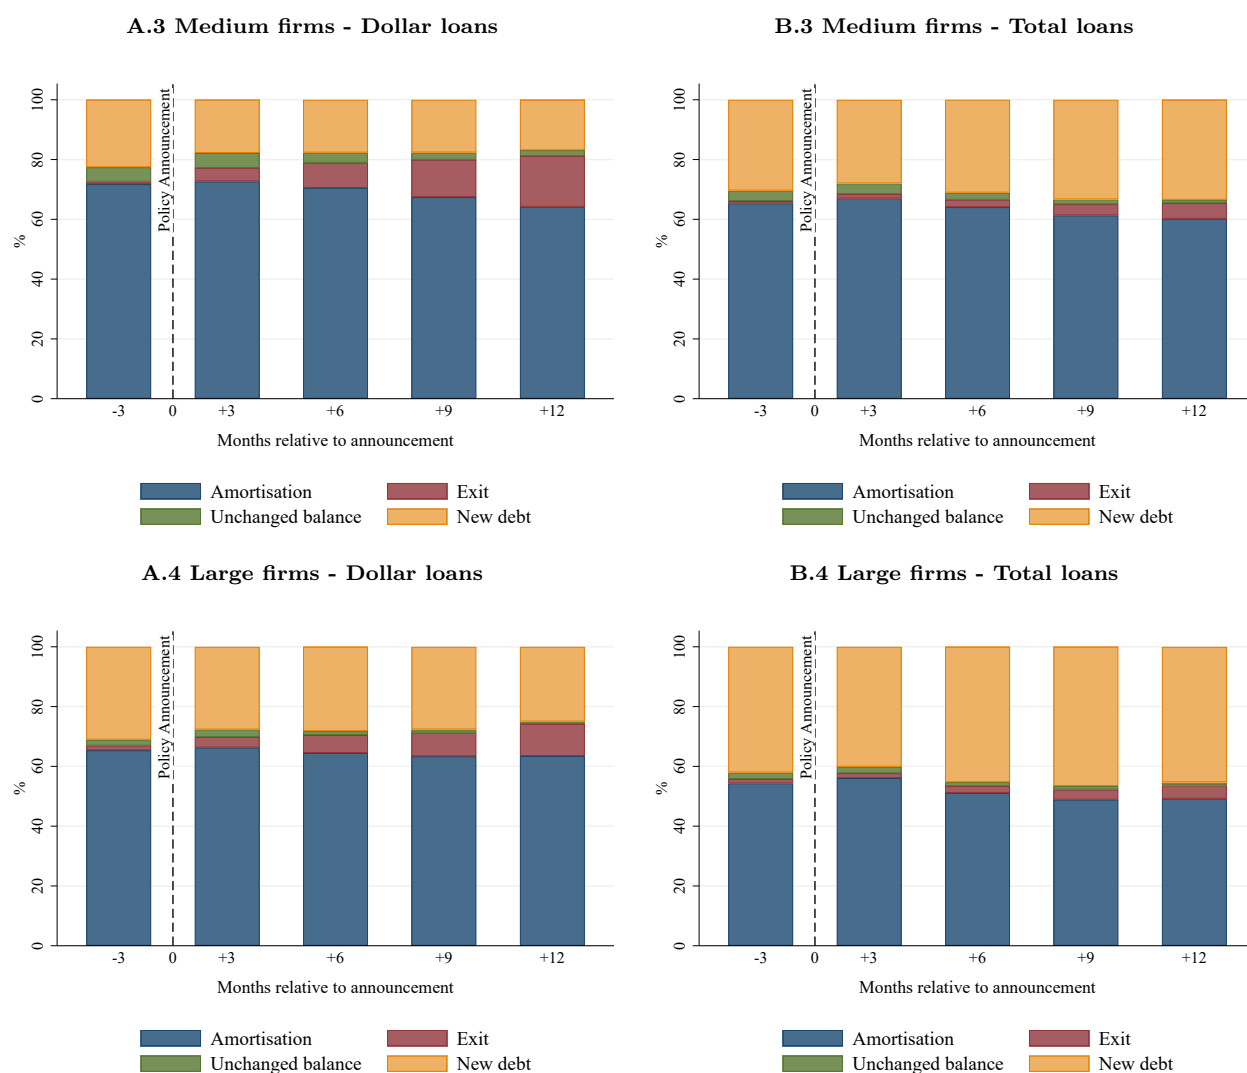 A.3 Medium firms - Dollar loans
%
0 20 40 60 80 100
Policy Announcement
-3 0 +3 +6 +9 +12
Months relative to announcement
Amortisation Exit
Unchanged balance New debt
B.3 Medium firms - Total loans
%
0 20 40 60 80 100
Policy Announcement
-3 0 +3 +6 +9 +12
Months relative to announcement
Amortisation Exit
Unchanged balance New debt
A.4 Large firms - Dollar loans
%
0 20 40 60 80 100
Policy Announcement
-3 0 +3 +6 +9 +12
Months relative to announcement
Amortisation Exit
Unchanged balance New debt
B.4 Large firms - Total loans
%
0 20 40 60 80 100
Policy Announcement
-3 0 +3 +6 +9 +12
Months relative to announcement
Amortisation Exit
Unchanged balance New debt